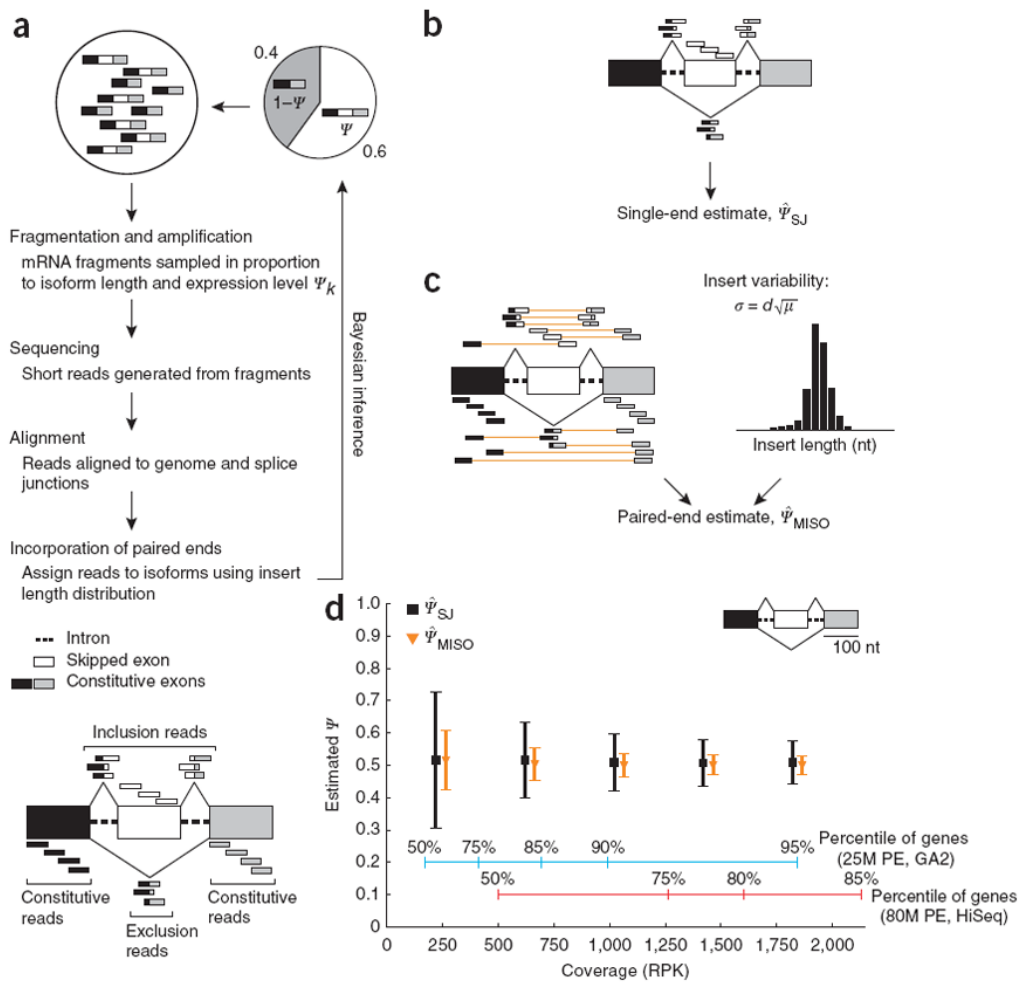 a
0.4
1–Ψ
Ψ
0.6
Fragmentation and amplification
mRNA fragments sampled in proportion
to isoform length and expression level Ψk
Sequencing
Short reads generated from fragments
Alignment
Reads aligned to genome and splice
junctions
Incorporation of paired ends
Assign reads to isoforms using insert
length distribution
Bayesian inference
Intron
Skipped exon
Constitutive exons
Inclusion reads
Constitutive
reads
Exclusion
reads
Constitutive
reads
b
Single-end estimate, Ψ̂SJ
c
Insert variability:
σ = d√μ
Insert length (nt)
Paired-end estimate, Ψ̂MISO
d
Ψ̂SJ
Ψ̂MISO
100 nt
Estimated Ψ
1.0
0.9
0.8
0.7
0.6
0.5
0.4
0.3
0.2
0.1
0
50% 75% 85% 90% 95%
Percentile of genes
(25M PE, GA2)
50% 75% 80% 85%
Percentile of genes
(80M PE, HiSeq)
0 250 500 750 1,000 1,250 1,500 1,750 2,000
Coverage (RPK)